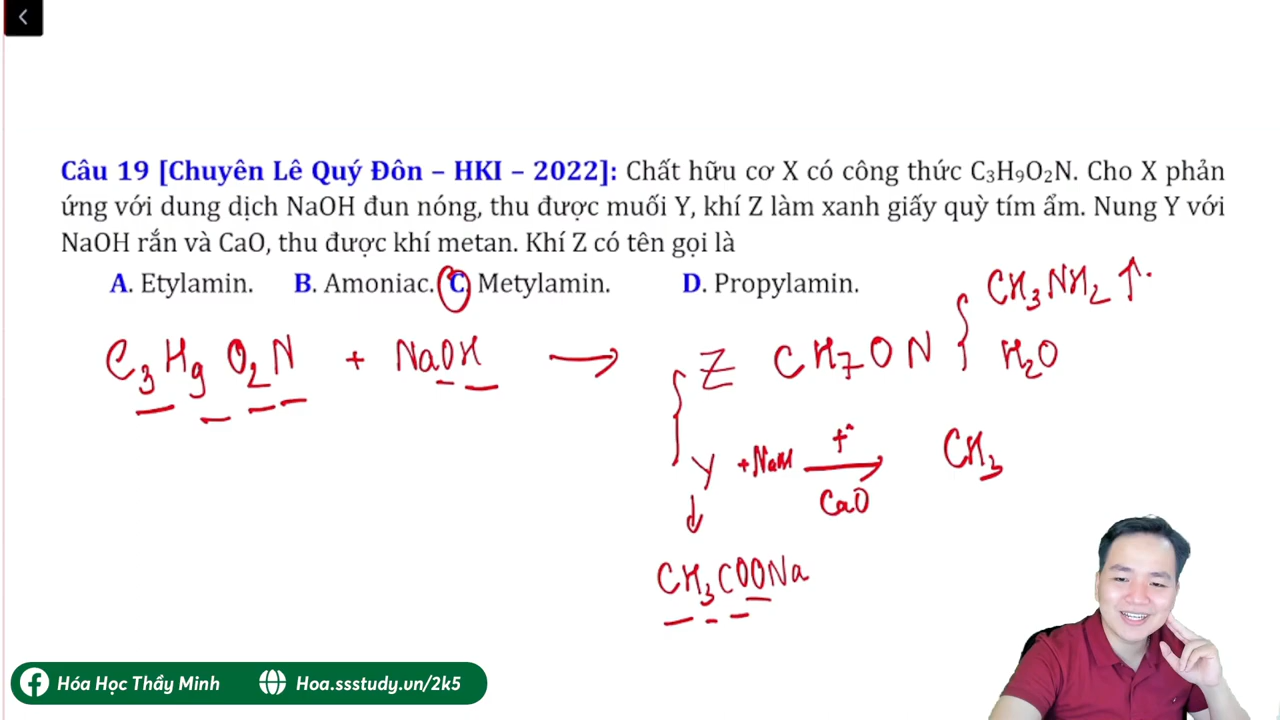 Câu 19 [Chuyên Lê Quý Đôn – HKI – 2022]: Chất hữu cơ X có công thức C₃H₉O₂N. Cho X phản
ứng với dung dịch NaOH đun nóng, thu được muối Y, khí Z làm xanh giấy quỳ tím ẩm. Nung Y với
NaOH rắn và CaO, thu được khí metan. Khí Z có tên gọi là
A. Etylamin. B. Amoniac. C. Metylamin. D. Propylamin.
CH₃NH₂ ↑
C₃H₉O₂N + NaOH → Z CH₇ON H₂O
Y + NaOH t° CaO CH₃
↓
CH₃COONa
Hóa Học Thầy Minh Hoa.ssstudy.vn/2k5